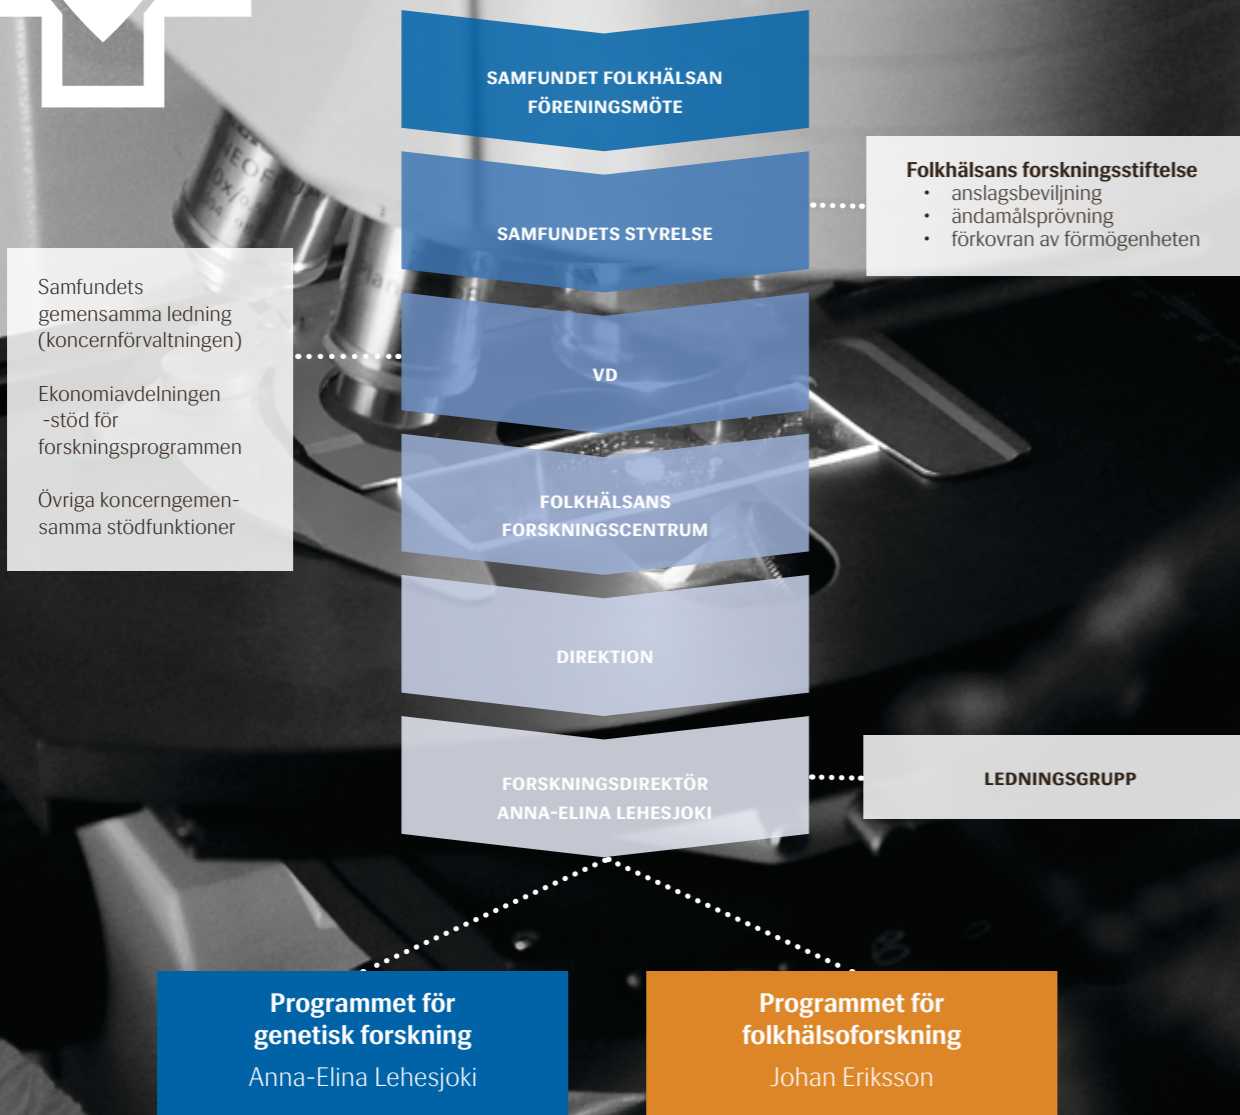 SAMFUNDET FOLKHÄLSAN
FÖRENINGSMÖTE
SAMFUNDETS STYRELSE
Folkhälsans forskningsstiftelse
• anslagsbeviljning
• ändamålsprövning
• förkovran av förmögenheten
Samfundets
gemensamma ledning
(koncernförvaltningen)
Ekonomiavdelningen
-stöd för
forskningsprogrammen
Övriga koncerngemen-
samma stödfunktioner
VD
FOLKHÄLSANS
FORSKNINGSCENTRUM
DIREKTION
FORSKNINGSDIREKTÖR
ANNA-ELINA LEHESJOKI
LEDNINGSGRUPP
Programmet för
genetisk forskning
Anna-Elina Lehesjoki
Programmet för
folkhälsoforskning
Johan Eriksson